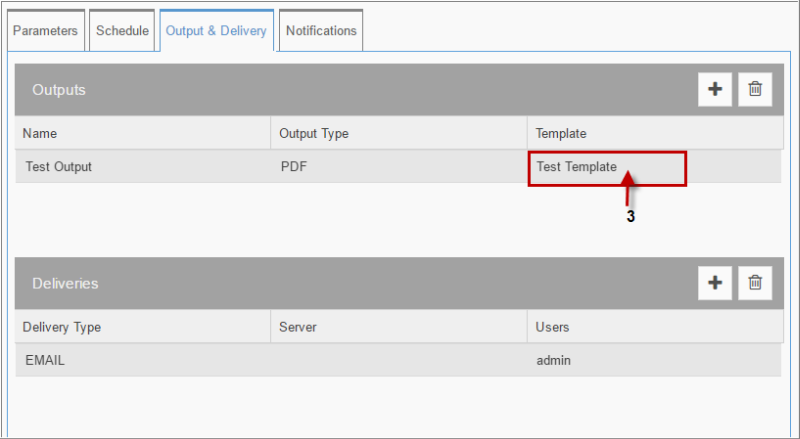 Parameters Schedule Output & Delivery Notifications
Outputs
Name Output Type Template
Test Output PDF Test Template
3
Deliveries
Delivery Type Server Users
EMAIL admin